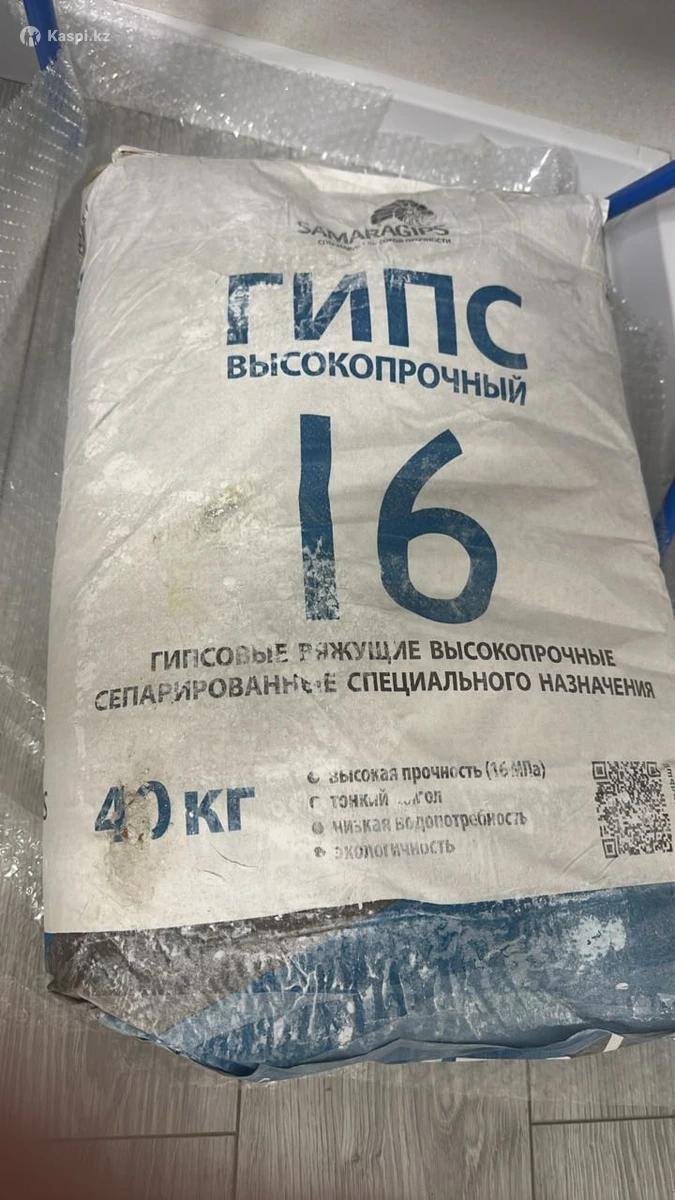 Kaspi.kz
SAMARAGIPS
ГИПС
ВЫСОКОПРОЧНЫЙ
16
ГИПСОВЫЕ ВЯЖУЩИЕ ВЫСОКОПРОЧНЫЕ
СЕПАРИРОВАННЫЕ СПЕЦИАЛЬНОГО НАЗНАЧЕНИЯ
40 кг
высокая прочность (16 МПа)
тонкий помол
низкая водопотребность
экологичность